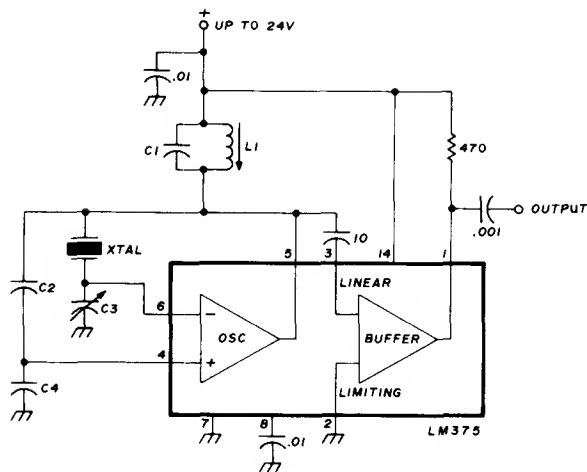 +
UP TO 24V
.01
C1
L1
470
OUTPUT
.001
XTAL
10
5
3
14
1
C2
LINEAR
C3
6
−
OSC
BUFFER
4
+
C4
LIMITING
7
8
2
LM375
.01